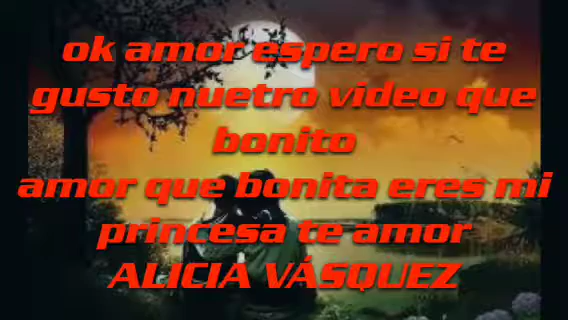 ok amor espero si te
gusto nuetro video que
bonito
amor que bonita eres mi
princesa te amor
ALICIA VÁSQUEZ